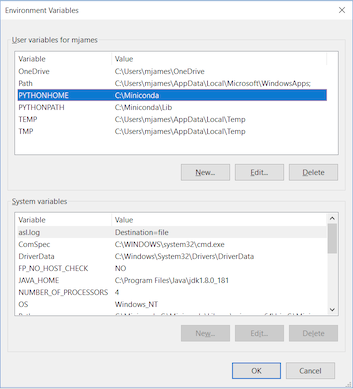 Environment Variables
User variables for mjames
Variable Value
OneDrive C:\Users\mjames\OneDrive
Path C:\Users\mjames\AppData\Local\Microsoft\WindowsApps;
PYTHONHOME C:\Miniconda
PYTHONPATH C:\Miniconda\Lib
TEMP C:\Users\mjames\AppData\Local\Temp
TMP C:\Users\mjames\AppData\Local\Temp
New... Edit... Delete
System variables
Variable Value
asl.log Destination=file
ComSpec C:\WINDOWS\system32\cmd.exe
DriverData C:\Windows\System32\Drivers\DriverData
FP_NO_HOST_CHECK NO
JAVA_HOME C:\Program Files\Java\jdk1.8.0_181
NUMBER_OF_PROCESSORS 4
OS Windows_NT
New... Edit... Delete
OK Cancel